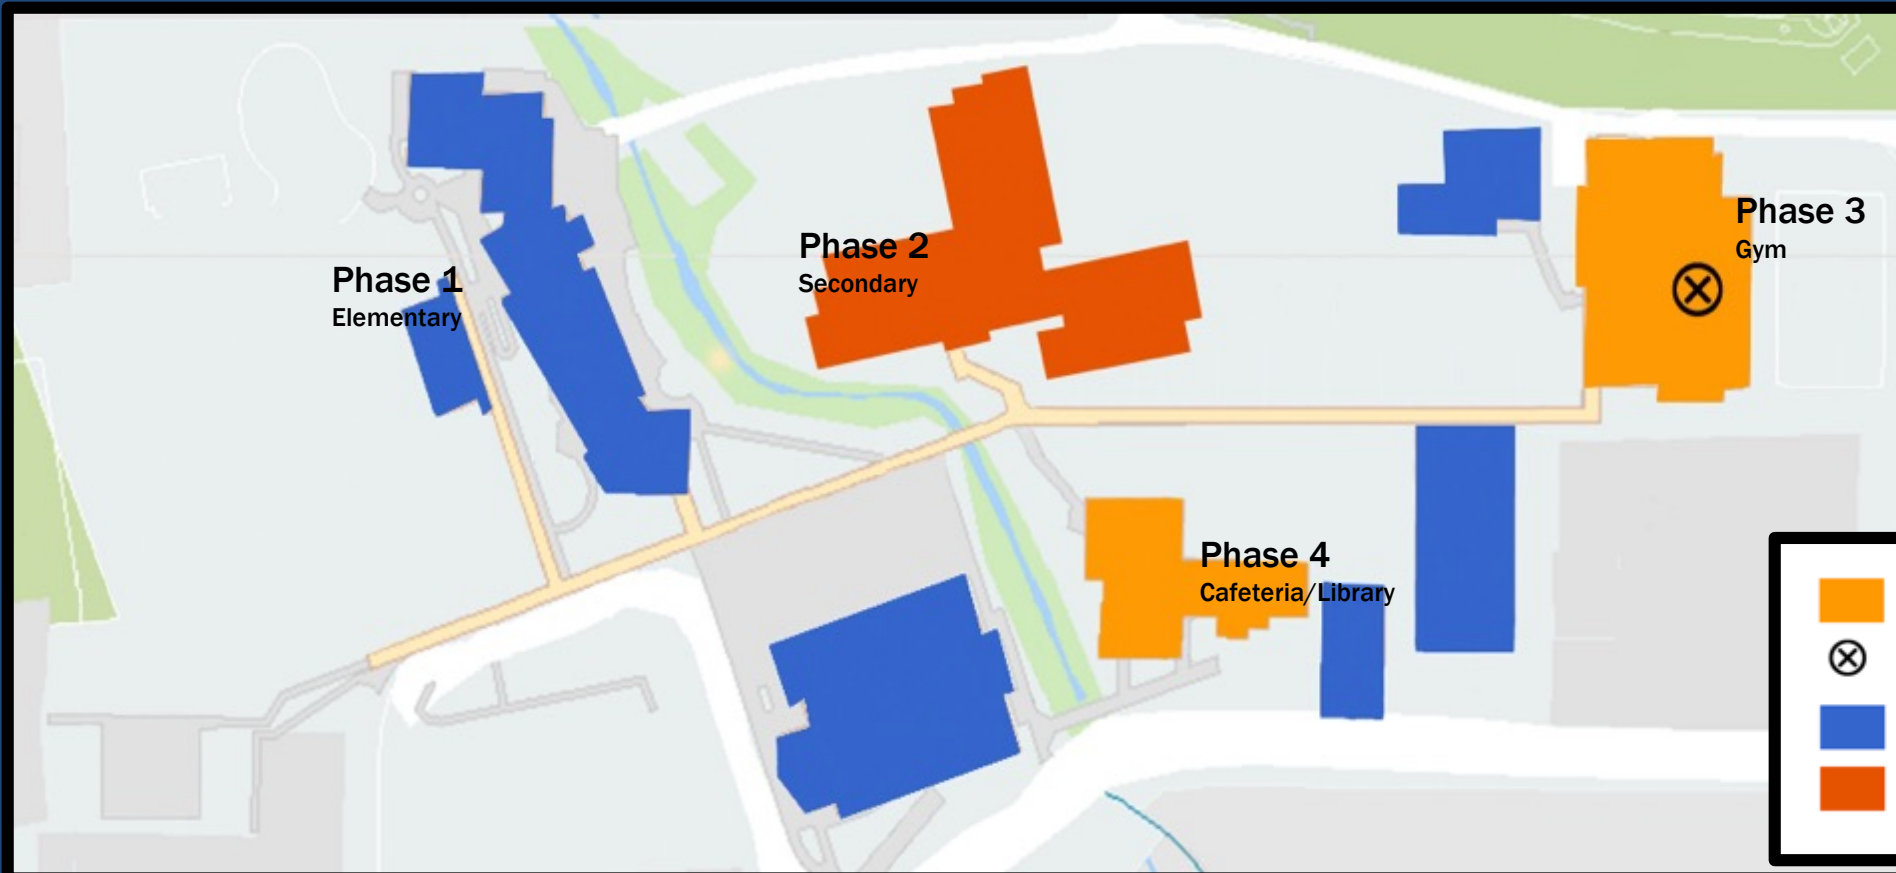 Phase 1
Elementary
Phase 2
Secondary
Phase 3
Gym
Phase 4
Cafeteria/Library